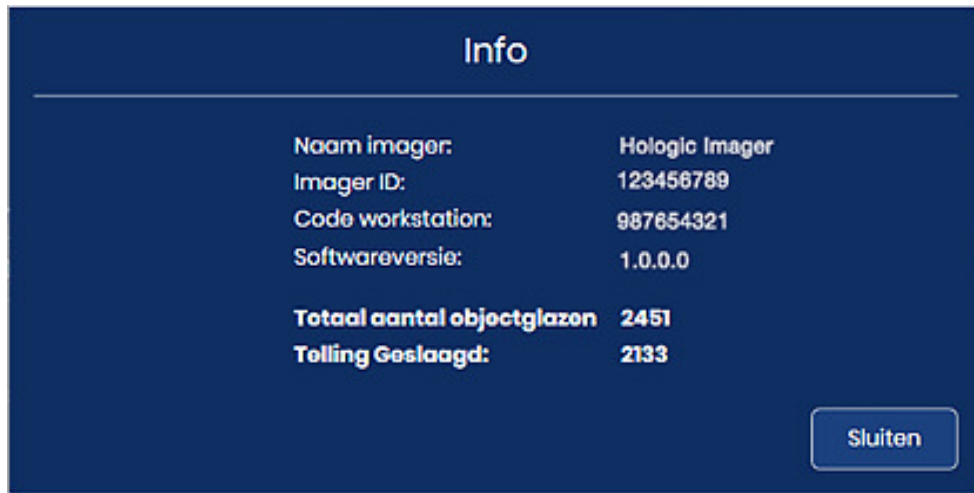 Info
Naam imager: Hologic Imager
Imager ID: 123456789
Code workstation: 987654321
Softwareversie: 1.0.0.0
Totaal aantal objectglazen 2451
Telling Geslaagd: 2133
Sluiten